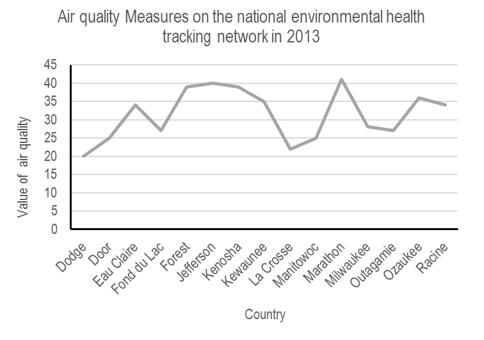 Air quality Measures on the national environmental health
tracking network in 2013
45
40
35
30
25
20
15
10
5
0
Value of air quality
Dodge
Door
Eau Claire
Fond du Lac
Forest
Jefferson
Kenosha
Kewaunee
La Crosse
Manitowoc
Marathon
Milwaukee
Outagamie
Ozaukee
Racine
Country